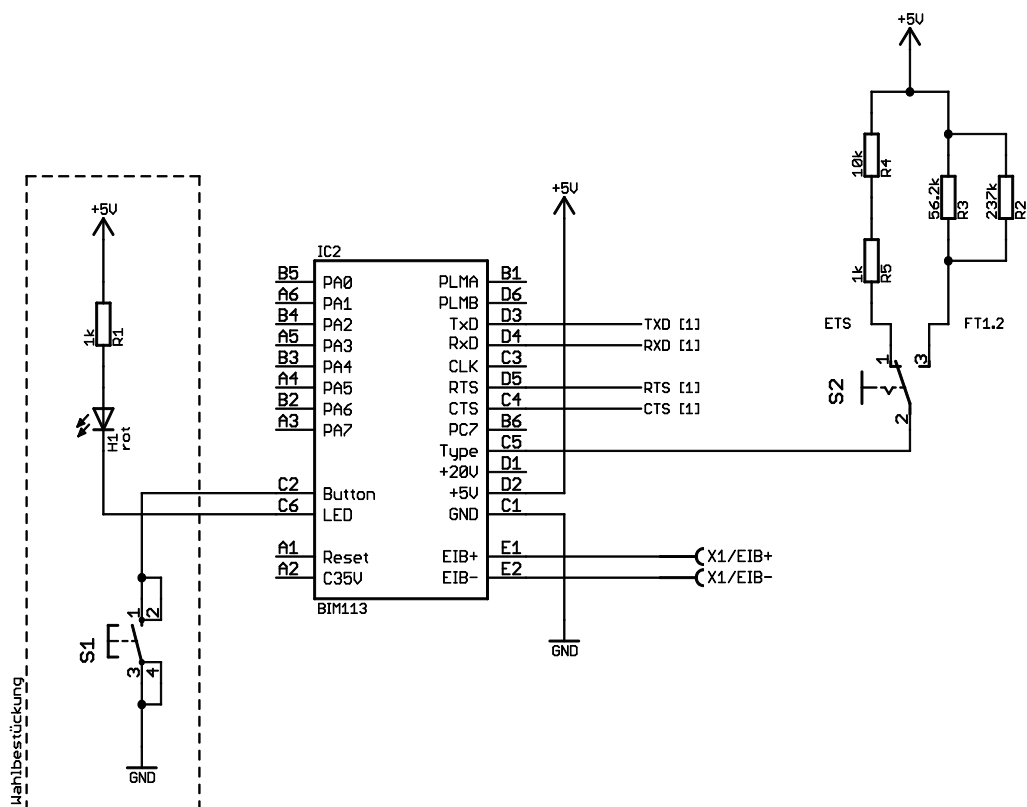 +5V
10k
R4
56.2k
R3
237k
R2
1k
R5
ETS
FT1.2
1
3
S2
2
+5V
1k
R1
H1
rot
+5V
IC2
B5 PA0 PLMA B1
A6 PA1 PLMB D6
B4 PA2 TxD D3 TXD [1]
A5 PA3 RxD D4 RXD [1]
B3 PA4 CLK C3
A4 PA5 RTS D5 RTS [1]
B2 PA6 CTS C4 CTS [1]
A3 PA7 PC7 B6
Type C5
+20V D1
C2 Button +5V D2
C6 LED GND C1
A1 Reset EIB+ E1 X1/EIB+
A2 C35V EIB- E2 X1/EIB-
BIM113
GND
1
2
S1
3
4
GND
Wahlbestückung